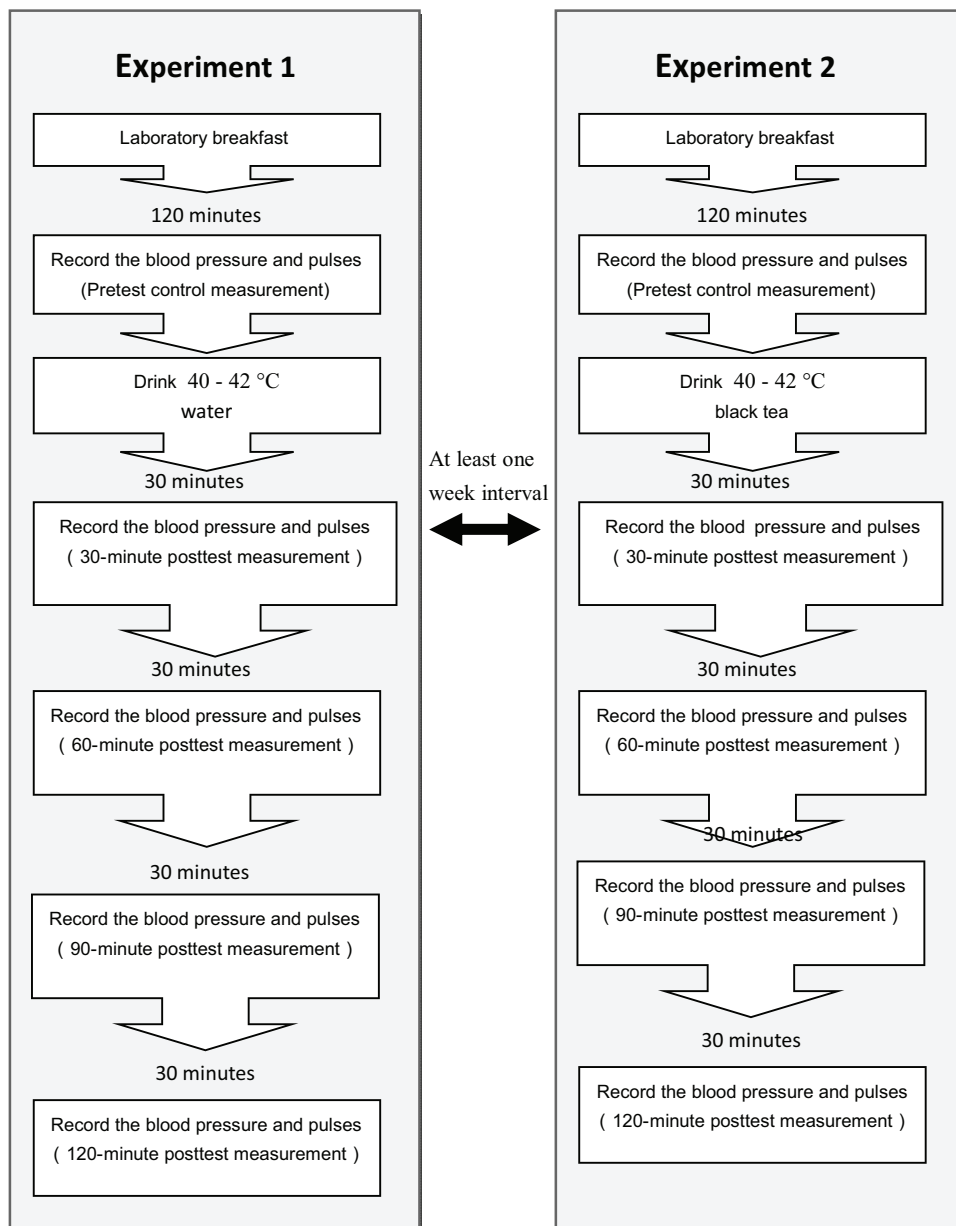 Experiment 1
Laboratory breakfast
120 minutes
Record the blood pressure and pulses
(Pretest control measurement)
Drink 40 - 42 °C
water
30 minutes
Record the blood pressure and pulses
( 30-minute posttest measurement )
30 minutes
Record the blood pressure and pulses
( 60-minute posttest measurement )
30 minutes
Record the blood pressure and pulses
( 90-minute posttest measurement )
30 minutes
Record the blood pressure and pulses
( 120-minute posttest measurement )
At least one
week interval
Experiment 2
Laboratory breakfast
120 minutes
Record the blood pressure and pulses
(Pretest control measurement)
Drink 40 - 42 °C
black tea
30 minutes
Record the blood pressure and pulses
( 30-minute posttest measurement )
30 minutes
Record the blood pressure and pulses
( 60-minute posttest measurement )
30 minutes
Record the blood pressure and pulses
( 90-minute posttest measurement )
30 minutes
Record the blood pressure and pulses
( 120-minute posttest measurement )